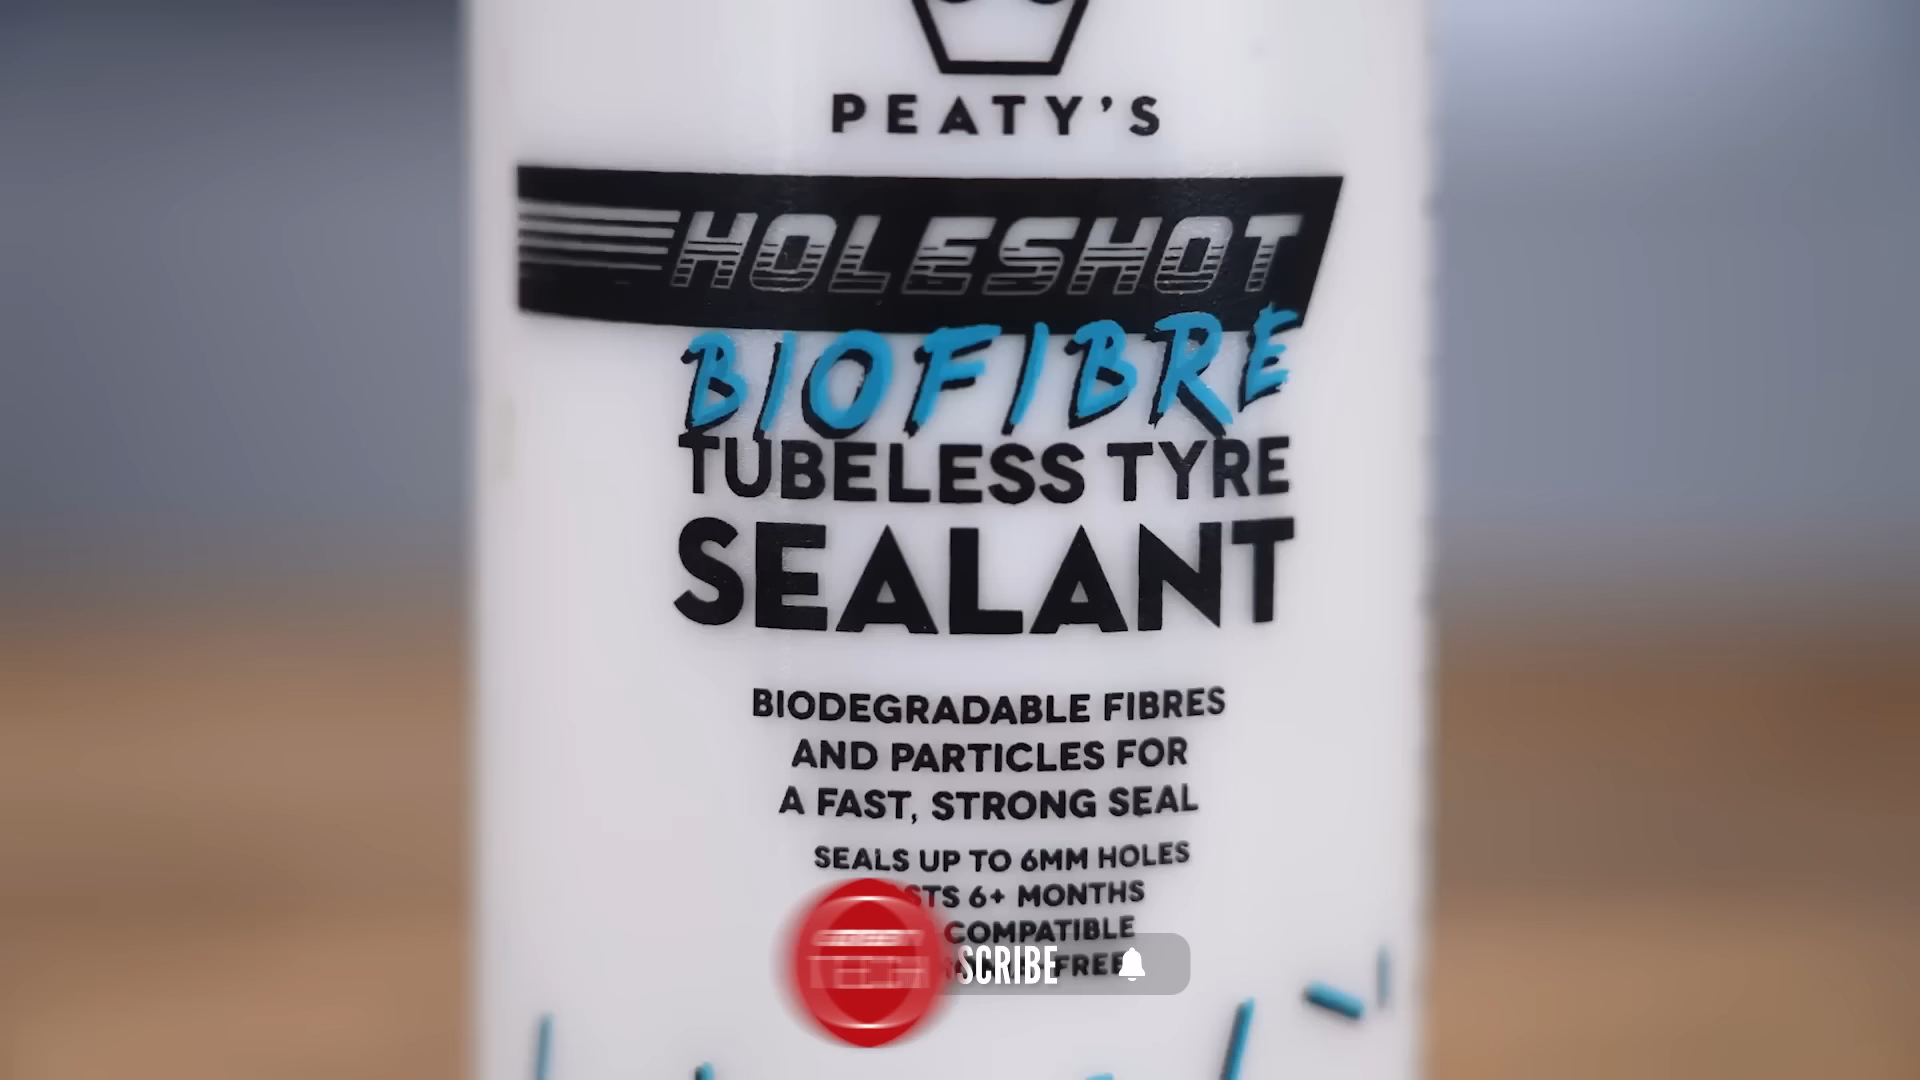 PEATY'S
HOLESHOT
BIOFIBRE
TUBELESS TYRE
SEALANT
BIODEGRADABLE FIBRES
AND PARTICLES FOR
A FAST, STRONG SEAL
SEALS UP TO 6MM HOLES
6+ MONTHS
COMPATIBLE
TECH
SCRIBE